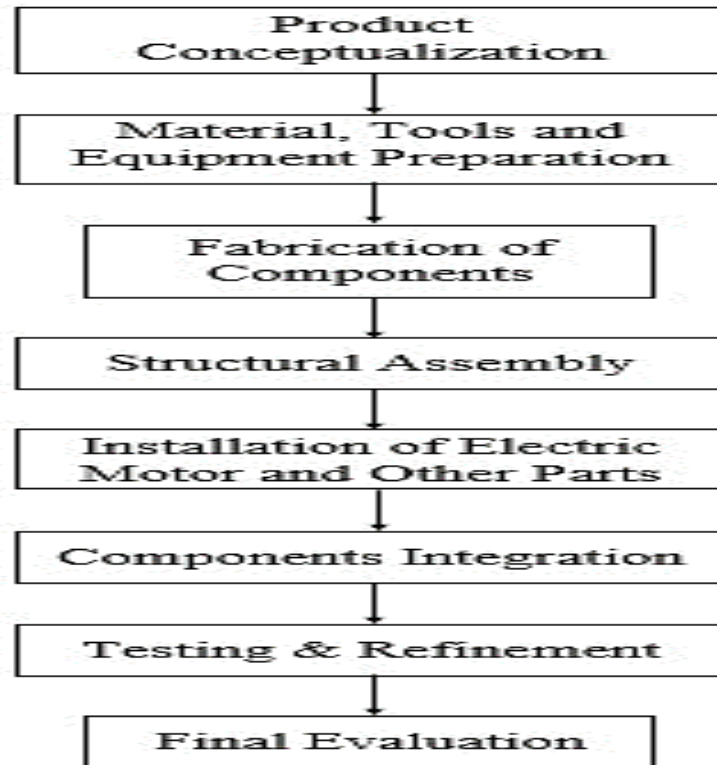 Product
Conceptualization
Material, Tools and
Equipment Preparation
Fabrication of
Components
Structural Assembly
Installation of Electric
Motor and Other Parts
Components Integration
Testing & Refinement
Final Evaluation